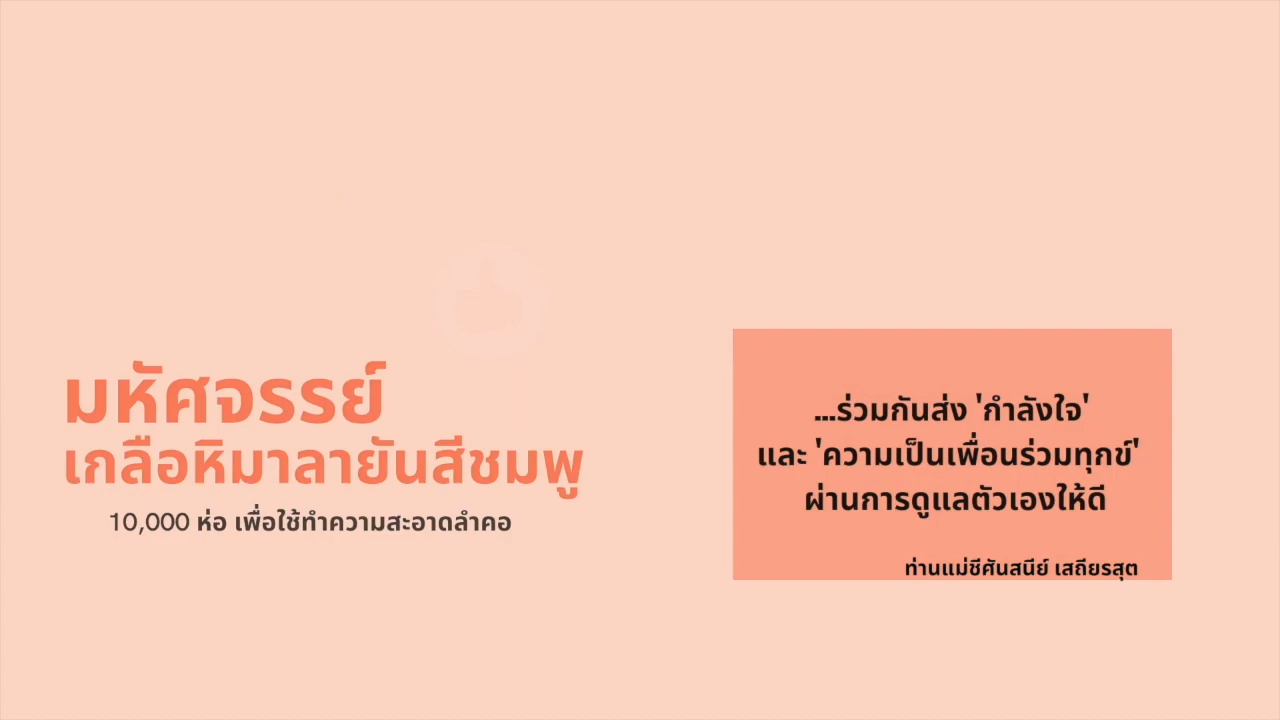 มหัศจรรย์
เกลือหิมาลายันสีชมพู
10,000 ห่อ เพื่อใช้ทำความสะอาดลำคอ
...ร่วมกันส่ง 'กำลังใจ'
และ 'ความเป็นเพื่อนร่วมทุกข์'
ผ่านการดูแลตัวเองให้ดี
ท่านแม่ชีศันสนีย์ เสถียรสุต